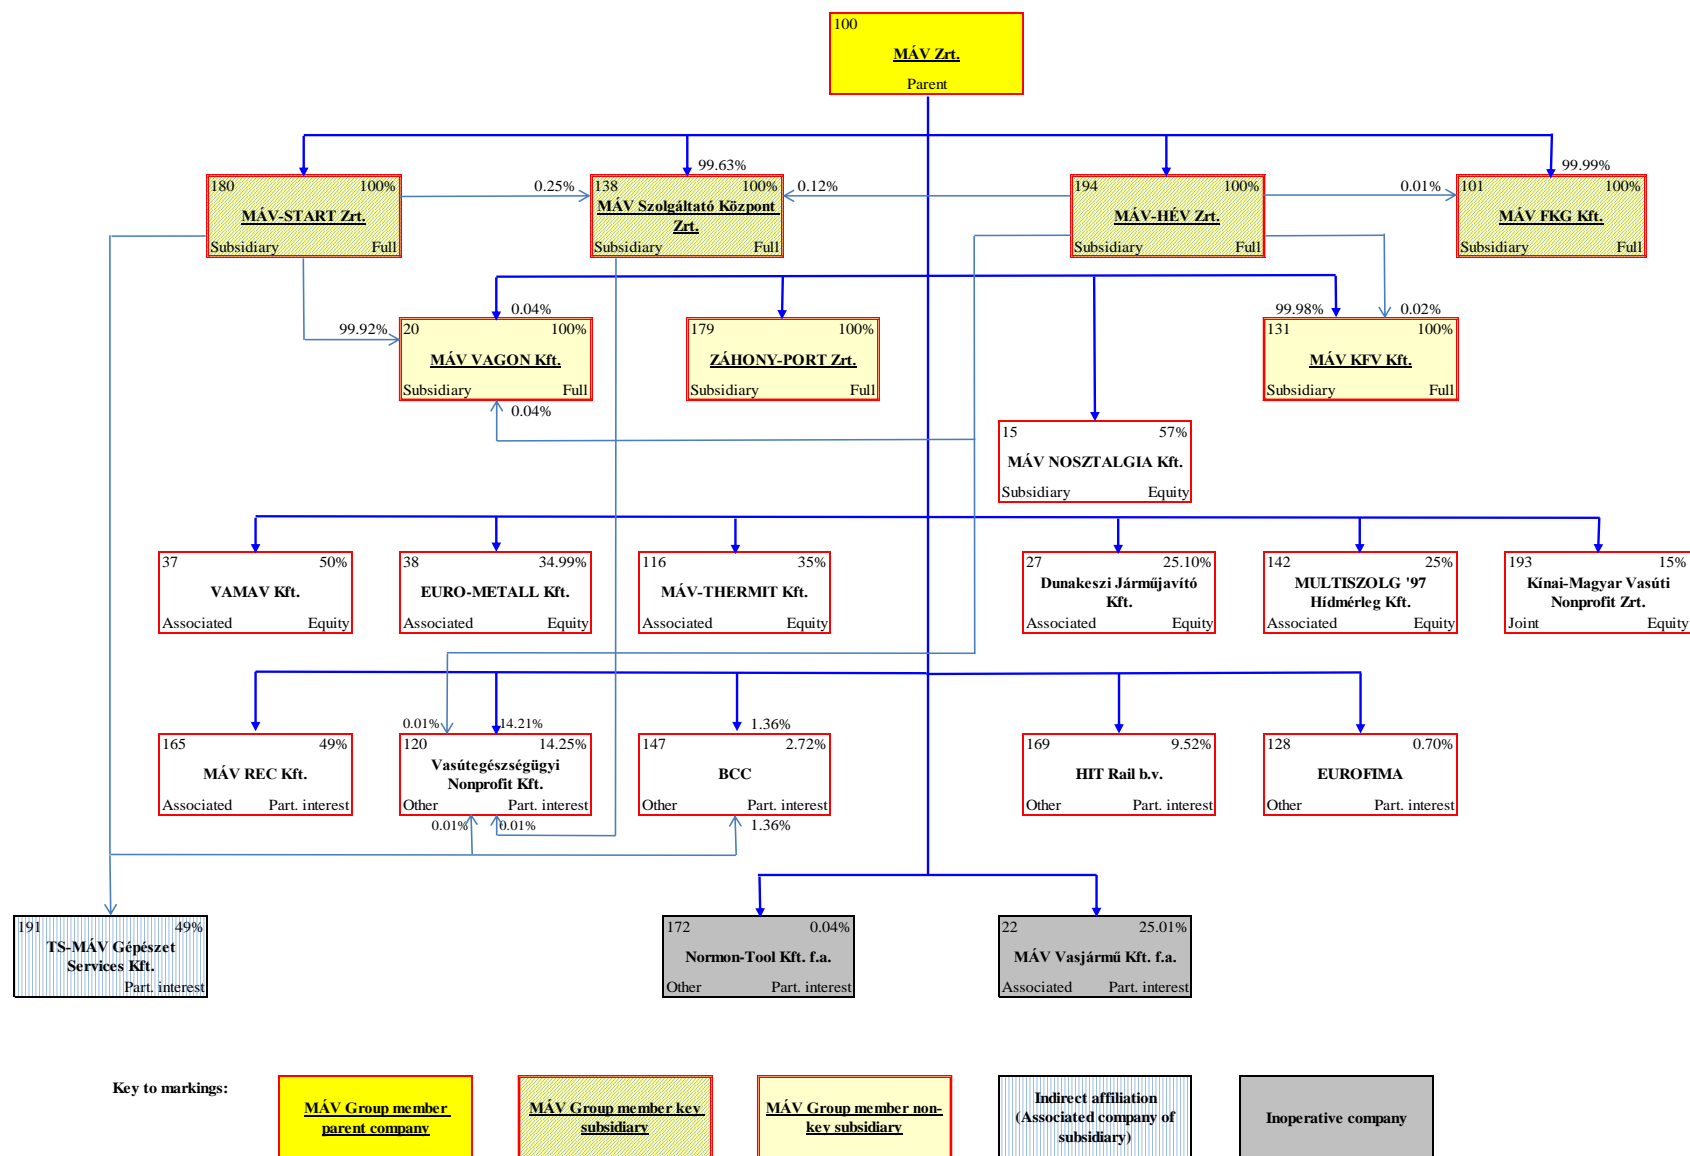 100
MÁV Zrt.
Parent
99.63%
99.99%
180 100%
MÁV-START Zrt.
Subsidiary Full
0.25%
138 100%
MÁV Szolgáltató Központ
Zrt.
Subsidiary Full
0.12%
194 100%
MÁV-HÉV Zrt.
Subsidiary Full
0.01%
101 100%
MÁV FKG Kft.
Subsidiary Full
0.04%
99.98%
0.02%
99.92%
20 100%
MÁV VAGON Kft.
Subsidiary Full
0.04%
179 100%
ZÁHONY-PORT Zrt.
Subsidiary Full
131 100%
MÁV KFV Kft.
Subsidiary Full
15 57%
MÁV NOSZTALGIA Kft.
Subsidiary Equity
37 50%
VAMAV Kft.
Associated Equity
38 34.99%
EURO-METALL Kft.
Associated Equity
116 35%
MÁV-THERMIT Kft.
Associated Equity
27 25.10%
Dunakeszi Járműjavító
Kft.
Associated Equity
142 25%
MULTISZOLG '97
Hídmérleg Kft.
Associated Equity
193 15%
Kínai-Magyar Vasúti
Nonprofit Zrt.
Joint Equity
0.01%
14.21%
1.36%
165 49%
MÁV REC Kft.
Associated Part. interest
120 14.25%
Vasútegészségügyi
Nonprofit Kft.
Other Part. interest
0.01%
0.01%
147 2.72%
BCC
Other Part. interest
1.36%
169 9.52%
HIT Rail b.v.
Other Part. interest
128 0.70%
EUROFIMA
Other Part. interest
191 49%
TS-MÁV Gépészet
Services Kft.
Part. interest
172 0.04%
Normon-Tool Kft. f.a.
Other Part. interest
22 25.01%
MÁV Vasjármű Kft. f.a.
Associated Part. interest
Key to markings:
MÁV Group member
parent company
MÁV Group member key
subsidiary
MÁV Group member non-
key subsidiary
Indirect affiliation
(Associated company of
subsidiary)
Inoperative company